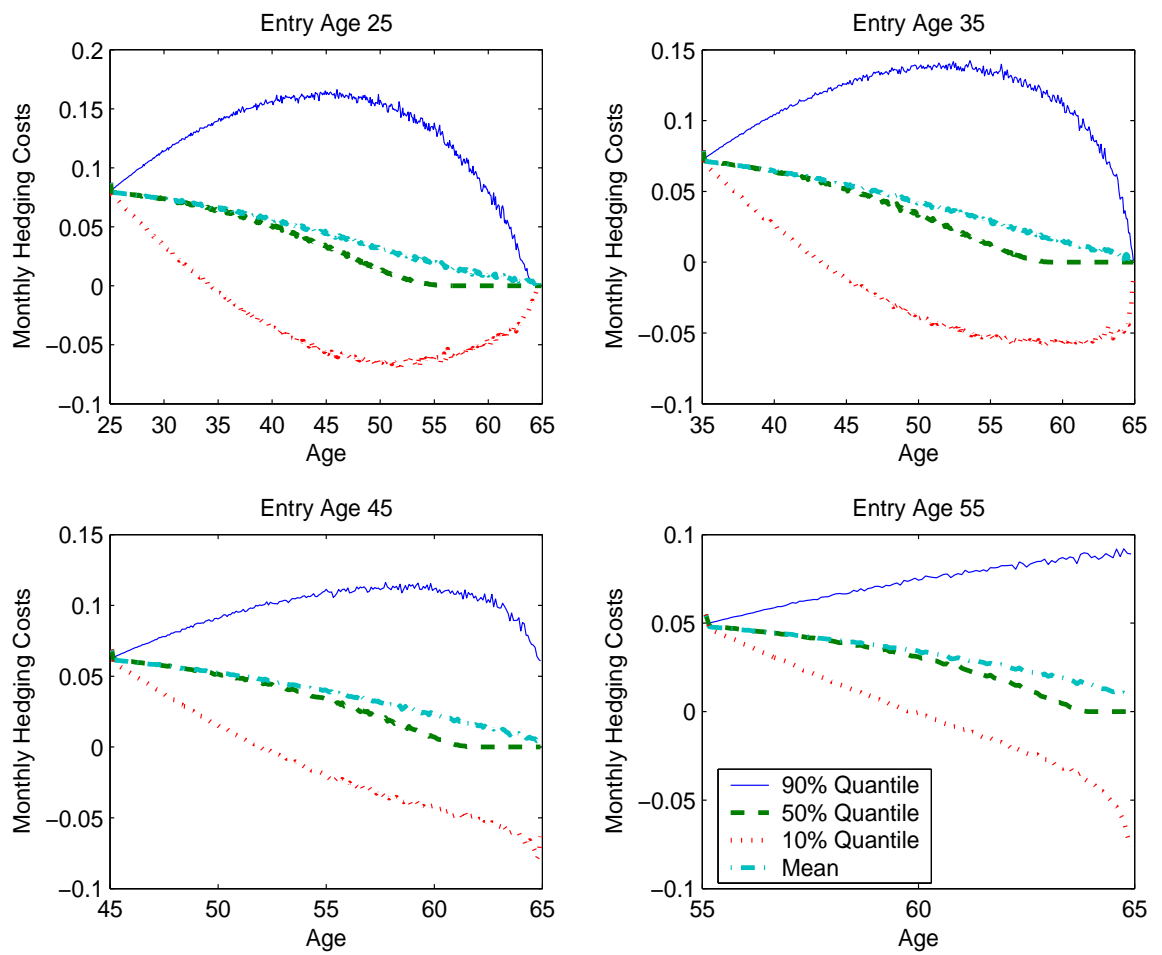 Entry Age 25
0.2
0.15
0.1
0.05
0
−0.05
−0.1
Monthly Hedging Costs
25 30 35 40 45 50 55 60 65
Age
Entry Age 35
0.15
0.1
0.05
0
−0.05
−0.1
Monthly Hedging Costs
35 40 45 50 55 60 65
Age
Entry Age 45
0.15
0.1
0.05
0
−0.05
−0.1
Monthly Hedging Costs
45 50 55 60 65
Age
Entry Age 55
0.1
0.05
0
−0.05
−0.1
Monthly Hedging Costs
90% Quantile
50% Quantile
10% Quantile
Mean
55 60 65
Age